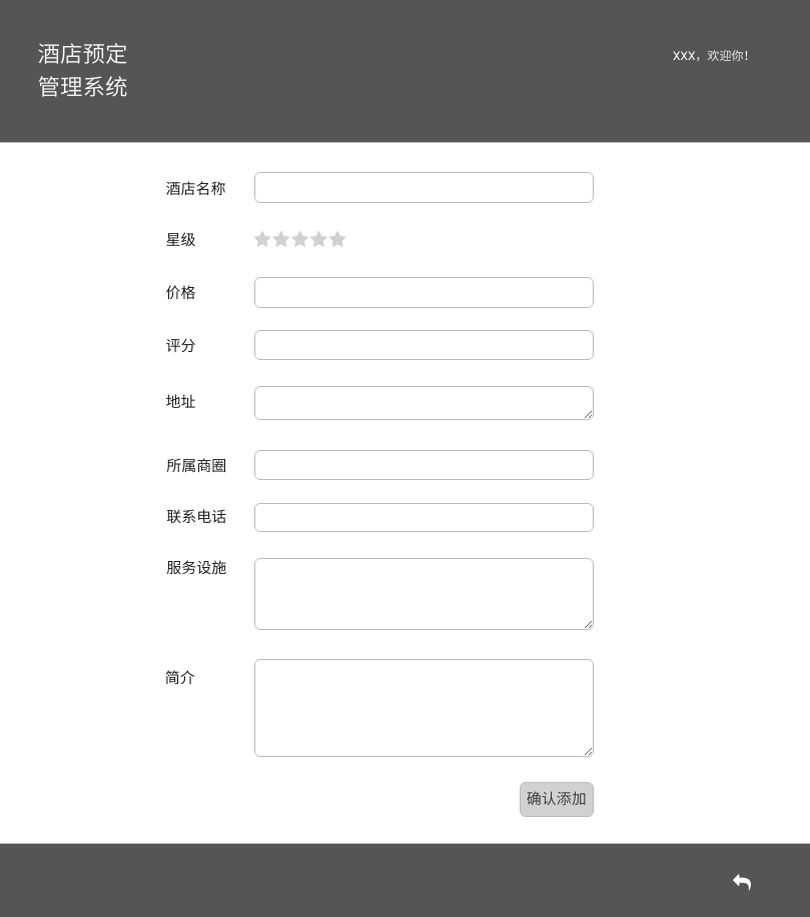 酒店预定
管理系统
XXX，欢迎你！
酒店名称
星级
价格
评分
地址
所属商圈
联系电话
服务设施
简介
确认添加